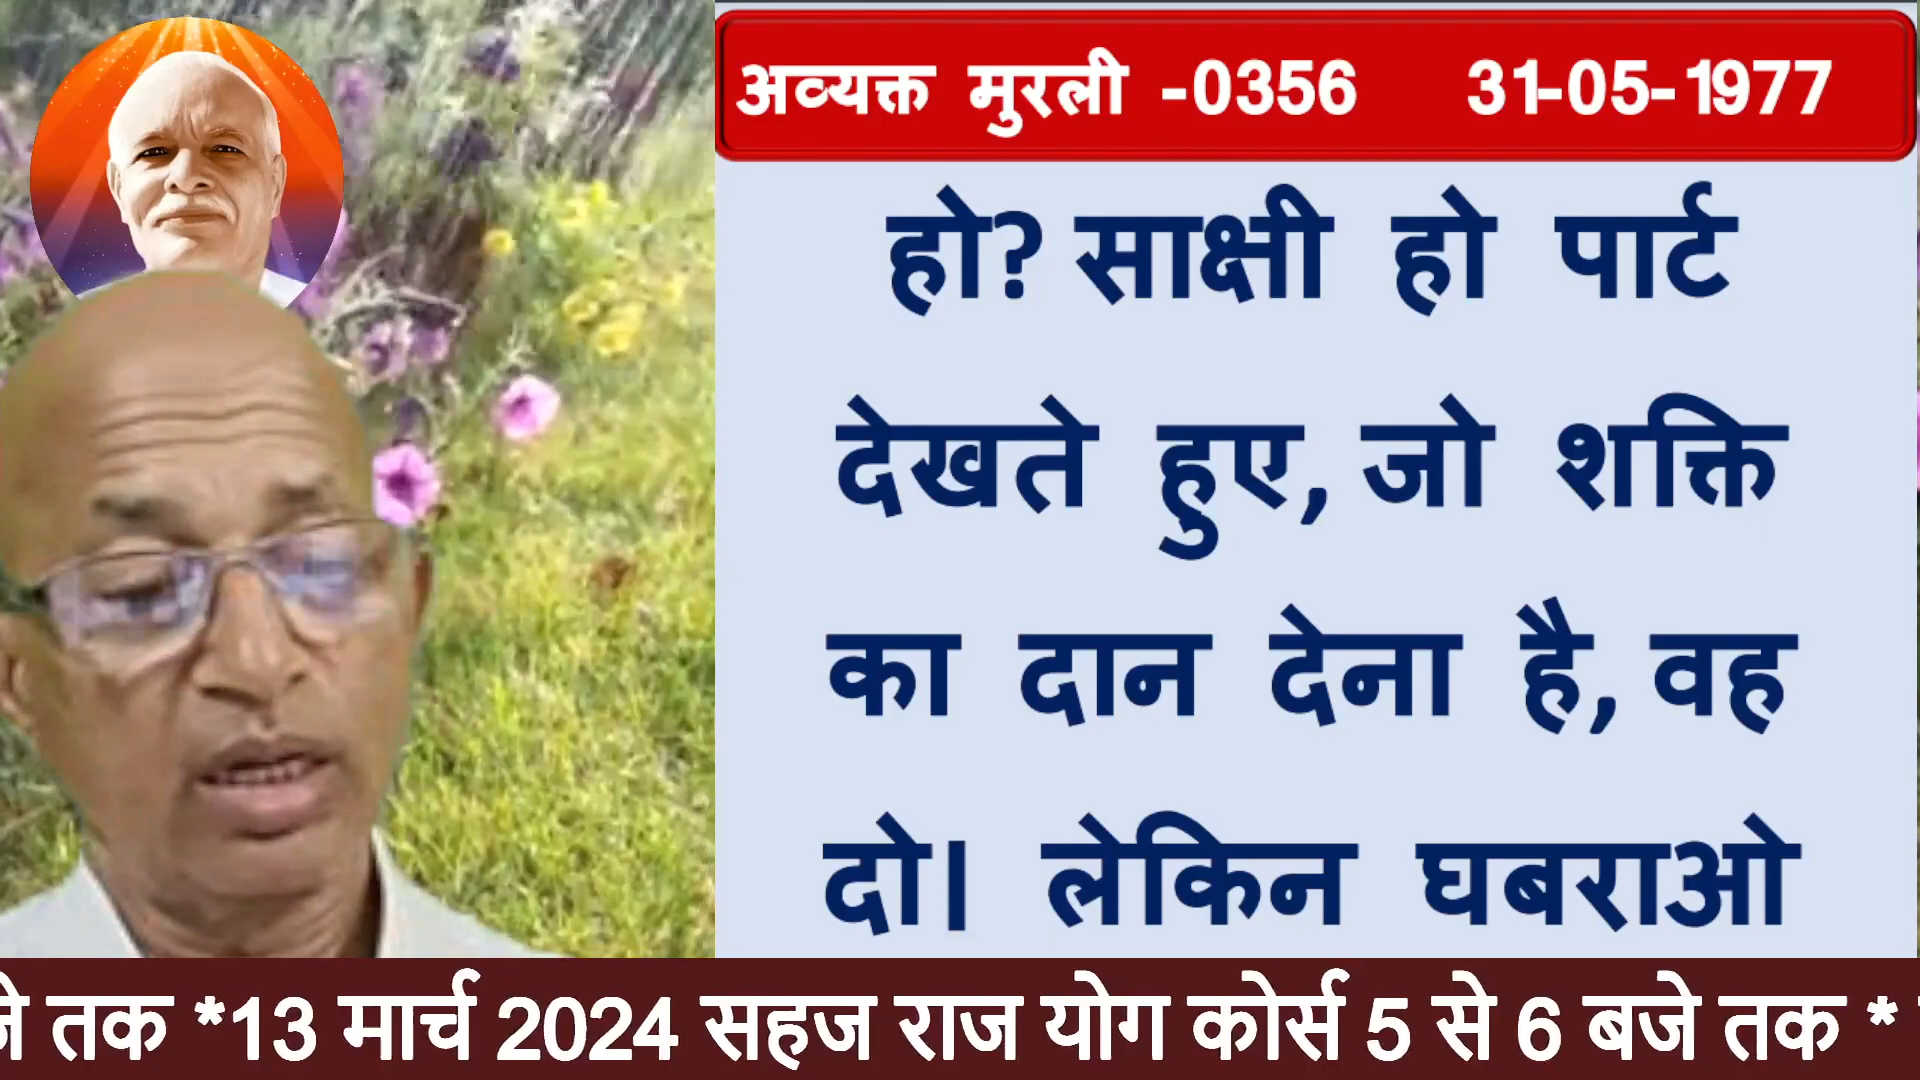 अव्यक्त मुरली -0356 31-05-1977
हो? साक्षी हो पार्ट
देखते हुए, जो शक्ति
का दान देना है, वह
दो। लेकिन घबराओ
तक *13 मार्च 2024 सहज राज योग कोर्स 5 से 6 बजे तक *